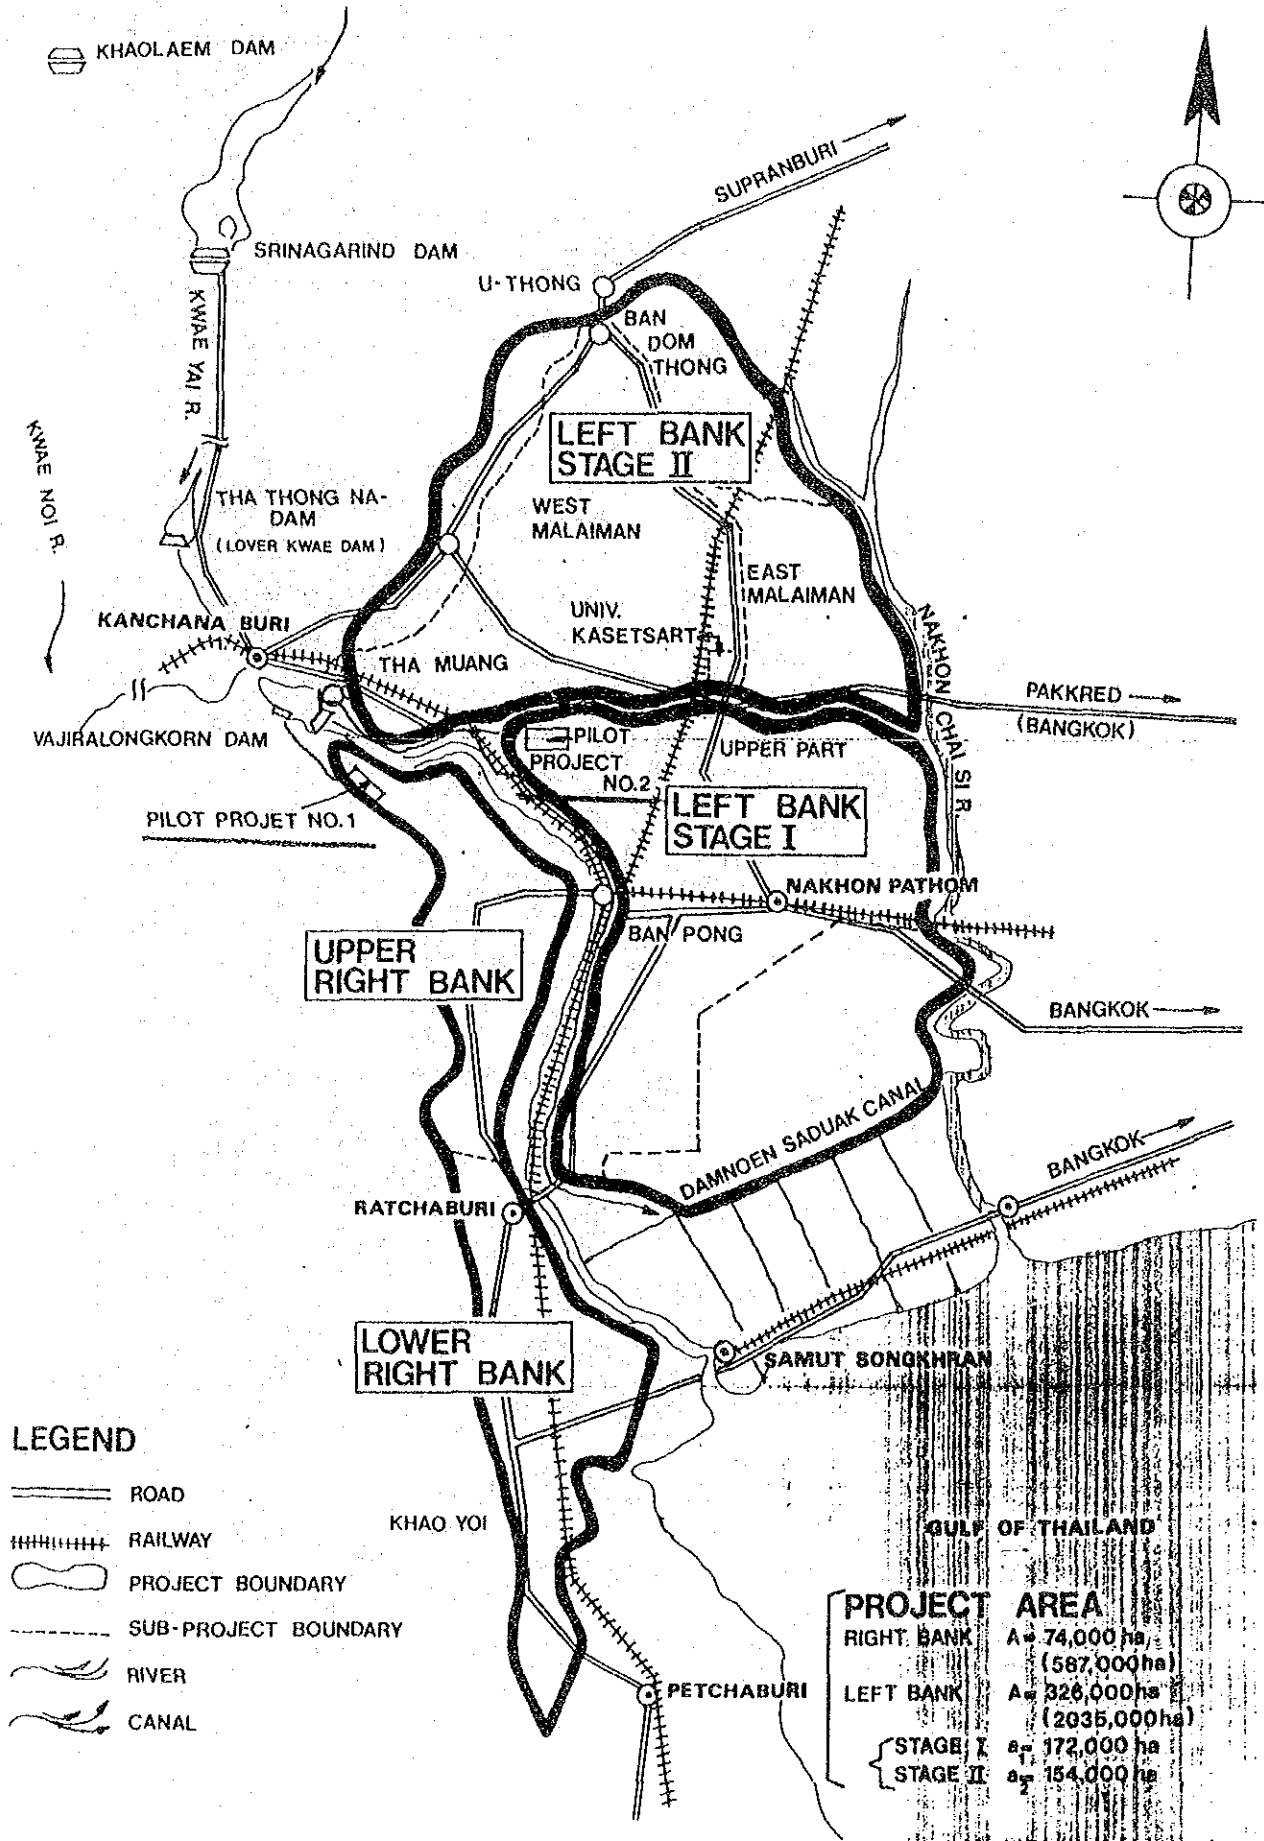 KHAOLAEM DAM
SUPRANBURI
SRINAGARIND DAM
U-THONG
KWAE YAI R.
BAN
DOM
THONG
LEFT BANK
STAGE II
KWAE NOI R.
THA THONG NA-
DAM
(LOVER KWAE DAM)
WEST
MALAIMAN
EAST
MALAIMAN
UNIV.
KASETSART
KANCHANA BURI
NAKHON CHAI SI R.
THA MUANG
PAKKRED
(BANGKOK)
VAJIRALONGKORN DAM
PILOT
PROJECT
NO.2
UPPER PART
PILOT PROJET NO.1
LEFT BANK
STAGE I
NAKHON PATHOM
BAN PONG
UPPER
RIGHT BANK
BANGKOK
DAMNOEN SADUAK CANAL
BANGKOK
RATCHABURI
LOWER
RIGHT BANK
SAMUT SONGKHRAN
LEGEND
ROAD
RAILWAY
PROJECT BOUNDARY
SUB-PROJECT BOUNDARY
RIVER
CANAL
KHAO YOI
GULF OF THAILAND
PETCHABURI
PROJECT AREA
RIGHT BANK A= 74,000 ha
(587,000ha)
LEFT BANK A= 326,000ha
(2035,000ha)
STAGE I a1= 172,000 ha
STAGE II a2= 154,000 ha